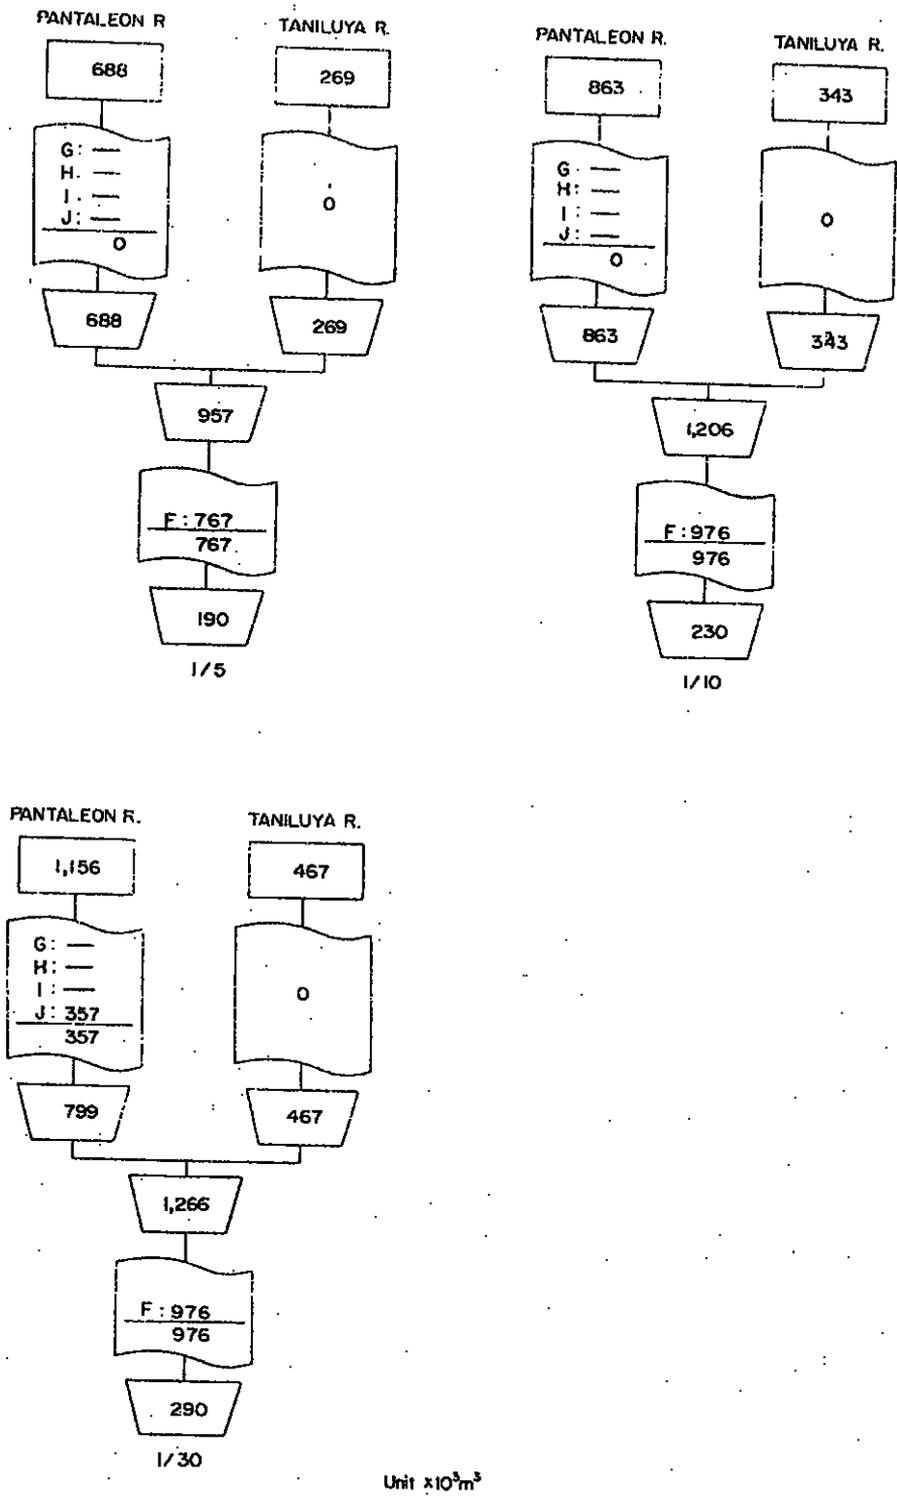 PANTALEON R
TANILUYA R.
688
269
G: —
H. —
I. —
J: —
0
0
688
269
957
F: 767
767
190
1/5
PANTALEON R.
TANILUYA R.
863
343
G. —
H: —
I: —
J: —
0
0
863
343
1,206
F: 976
976
230
1/10
PANTALEON R.
TANILUYA R.
1,156
467
G: —
H: —
I: —
J: 357
357
0
799
467
1,266
F: 976
976
290
1/30
Unit ×10³m³